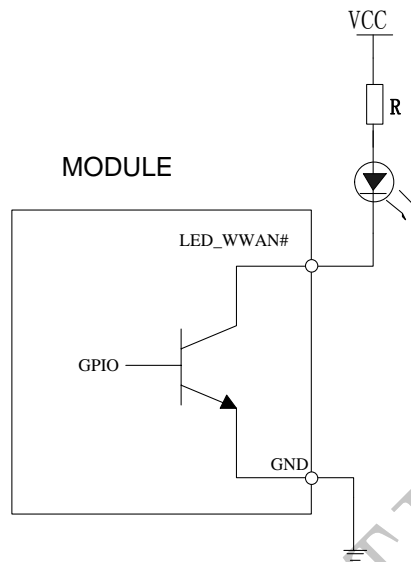 VCC
R
MODULE
LED_WWAN#
GPIO
GND